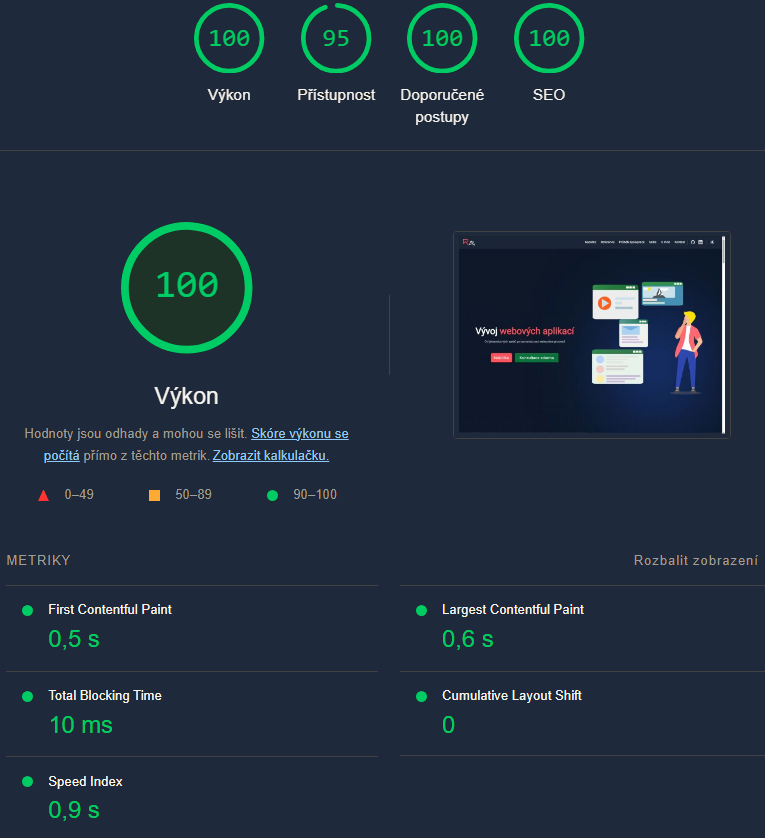 100
95
100
100
Výkon
Přístupnost
Doporučené
postupy
SEO
100
Výkon
Hodnoty jsou odhady a mohou se lišit. Skóre výkonu se
počítá přímo z těchto metrik. Zobrazit kalkulačku.
0–49
50–89
90–100
Vývoj webových aplikací
METRIKY
Rozbalit zobrazení
First Contentful Paint
0,5 s
Largest Contentful Paint
0,6 s
Total Blocking Time
10 ms
Cumulative Layout Shift
0
Speed Index
0,9 s